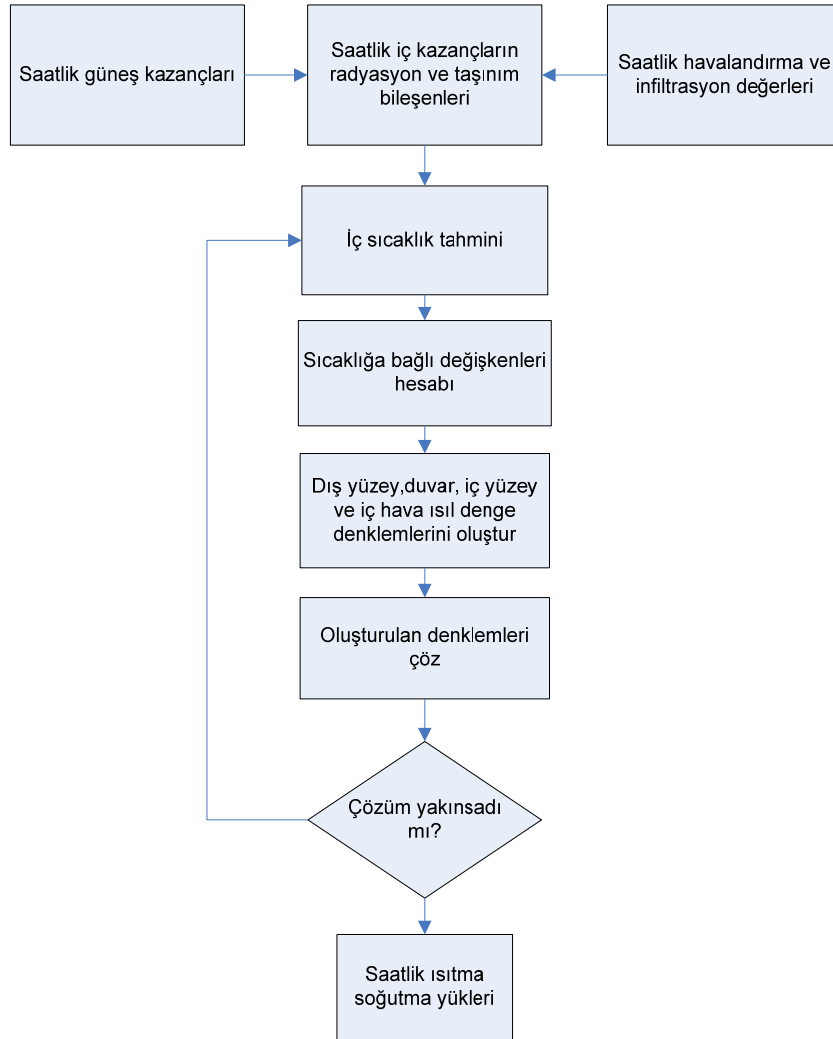 Saatlik güneş kazançları
Saatlik iç kazançların
radyasyon ve taşınım
bileşenleri
Saatlik havalandırma ve
infiltrasyon değerleri
İç sıcaklık tahmini
Sıcaklığa bağlı değişkenleri
hesabı
Dış yüzey,duvar, iç yüzey
ve iç hava ısıl denge
denklemlerini oluştur
Oluşturulan denklemleri
çöz
Çözüm yakınsadı
mı?
Saatlik ısıtma
soğutma yükleri